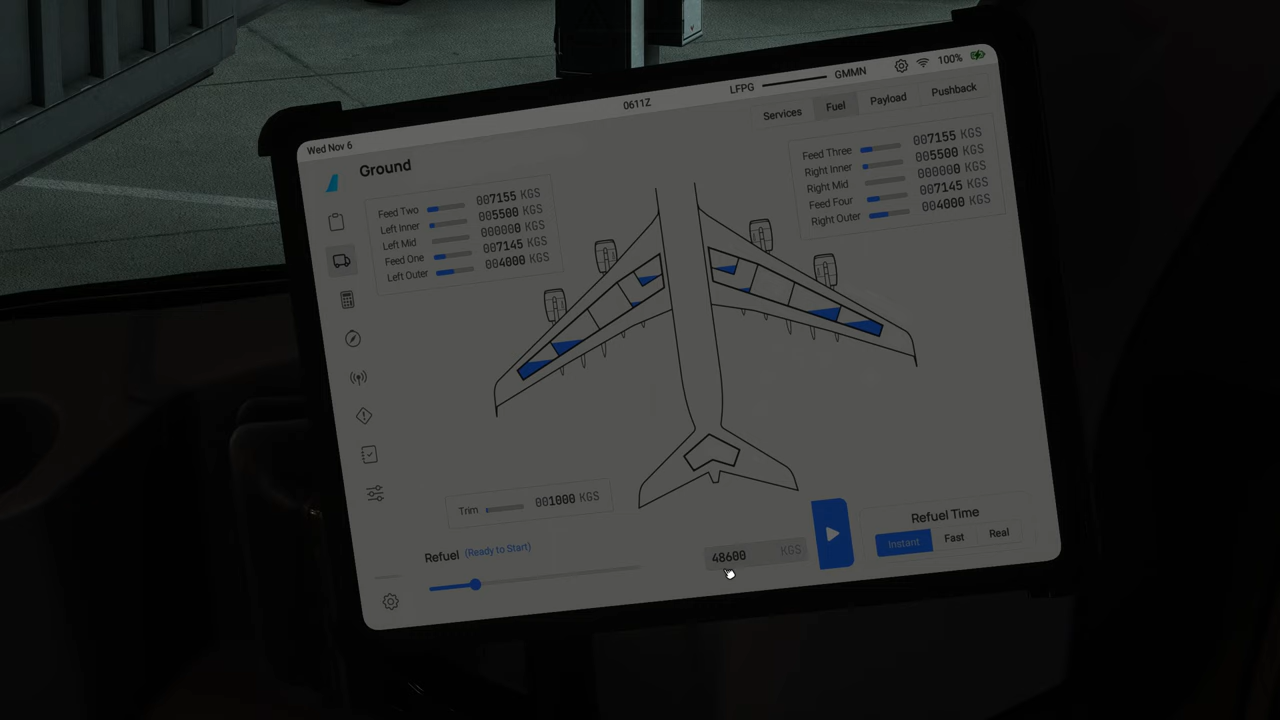 Wed Nov 6
0611Z
LFPG GMMN
100%
Ground
Services Fuel Payload Pushback
Feed Two 007155 KGS
Left Inner 005500 KGS
Left Mid 000000 KGS
Feed One 007145 KGS
Left Outer 004000 KGS
Feed Three 007155 KGS
Right Inner 005500 KGS
Right Mid 000000 KGS
Feed Four 007145 KGS
Right Outer 004000 KGS
Trim 001000 KGS
Refuel (Ready to Start)
48600 KGS
Refuel Time
Instant Fast Real